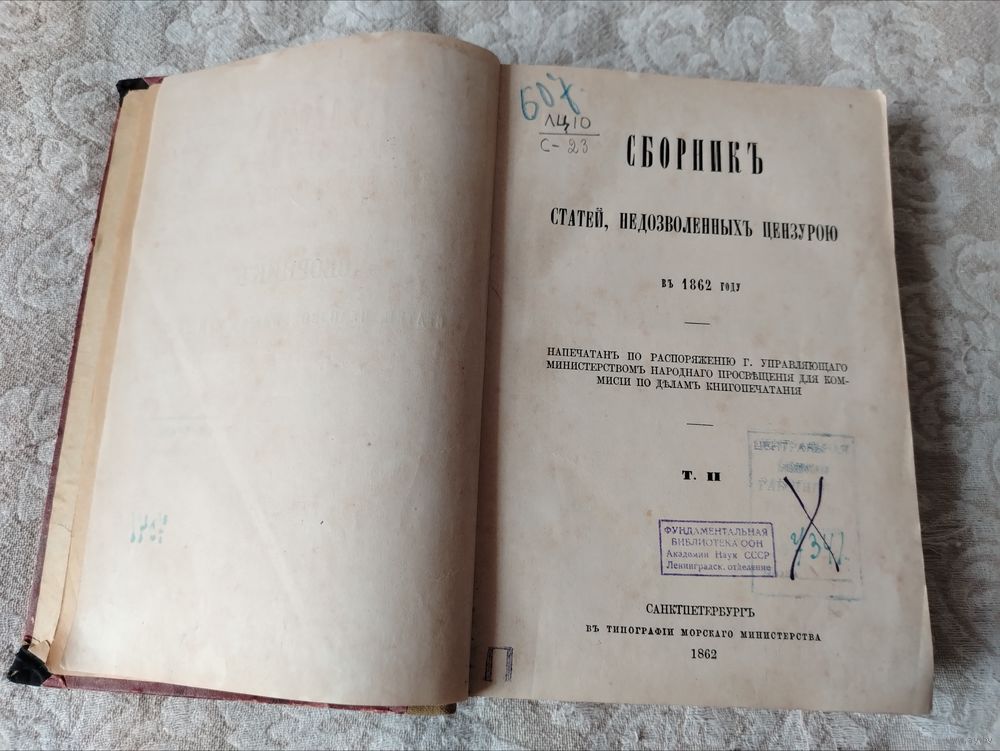 607
ЛЦ10
С-23
СБОРНИКЪ
СТАТЕЙ, НЕДОЗВОЛЕННЫХЪ ЦЕНЗУРОЮ
ВЪ 1862 ГОДУ
НАПЕЧАТАНЪ ПО РАСПОРЯЖЕНІЮ Г. УПРАВЛЯЮЩАГО
МИНИСТЕРСТВОМЪ НАРОДНАГО ПРОСВѢЩЕНІЯ ДЛЯ КОМ-
МИСІИ ПО ДѢЛАМЪ КНИГОПЕЧАТАНІЯ
Т. II
ЦЕНТРАЛЬНАЯ
ФУНДАМЕНТАЛЬНАЯ
БИБЛИОТЕКА ООН
Академии Наук СССР
Ленинградск. отделение
САНКТПЕТЕРБУРГЪ
ВЪ ТИПОГРАФІИ МОРСКАГО МИНИСТЕРСТВА
1862